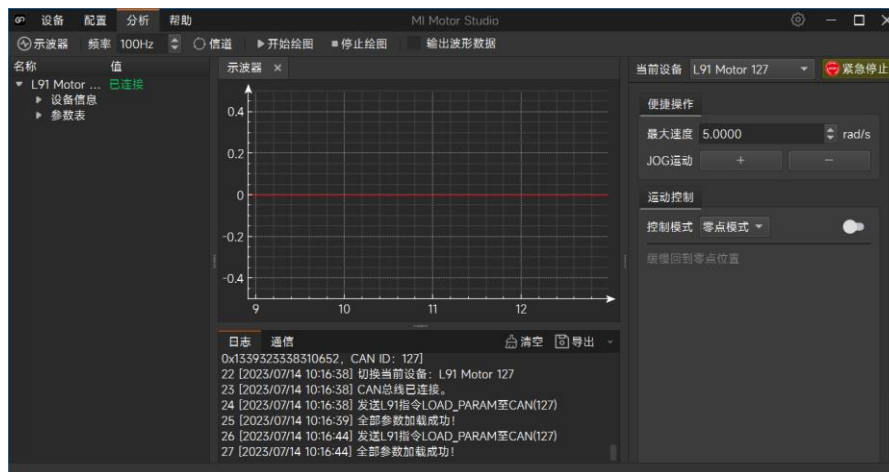 设备 配置 分析 帮助 MI Motor Studio
示波器 频率 100Hz 信道 开始绘图 停止绘图 输出波形数据
名称 值
L91 Motor ... 已连接
设备信息
参数表
示波器
0.4
0.2
0
-0.2
-0.4
9 10 11 12
日志 通信 清空 导出
0x1339323338310652, CAN ID: 127]
22 [2023/07/14 10:16:38] 切换当前设备: L91 Motor 127
23 [2023/07/14 10:16:38] CAN总线已连接。
24 [2023/07/14 10:16:38] 发送L91指令LOAD_PARAM至CAN(127)
25 [2023/07/14 10:16:39] 全部参数加载成功!
26 [2023/07/14 10:16:44] 发送L91指令LOAD_PARAM至CAN(127)
27 [2023/07/14 10:16:44] 全部参数加载成功!
当前设备 L91 Motor 127 紧急停止
便捷操作
最大速度 5.0000 rad/s
JOG运动 + -
运动控制
控制模式 零点模式
缓慢回到零点位置